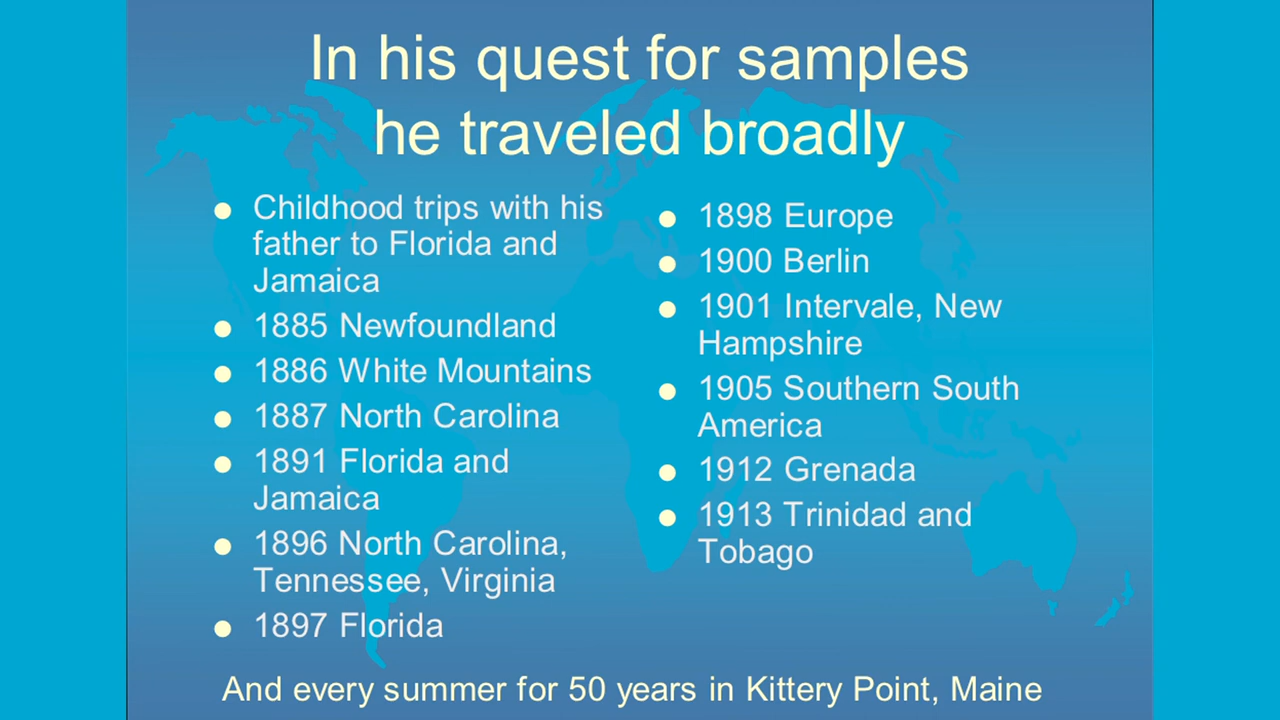 In his quest for samples
he traveled broadly
● Childhood trips with his
father to Florida and
Jamaica
● 1885 Newfoundland
● 1886 White Mountains
● 1887 North Carolina
● 1891 Florida and
Jamaica
● 1896 North Carolina,
Tennessee, Virginia
● 1897 Florida
● 1898 Europe
● 1900 Berlin
● 1901 Intervale, New
Hampshire
● 1905 Southern South
America
● 1912 Grenada
● 1913 Trinidad and
Tobago
And every summer for 50 years in Kittery Point, Maine